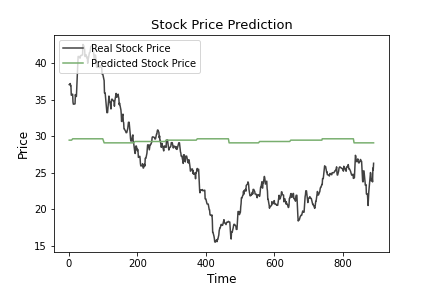 Stock Price Prediction
Real Stock Price
Predicted Stock Price
Price
40
35
30
25
20
15
0 200 400 600 800
Time